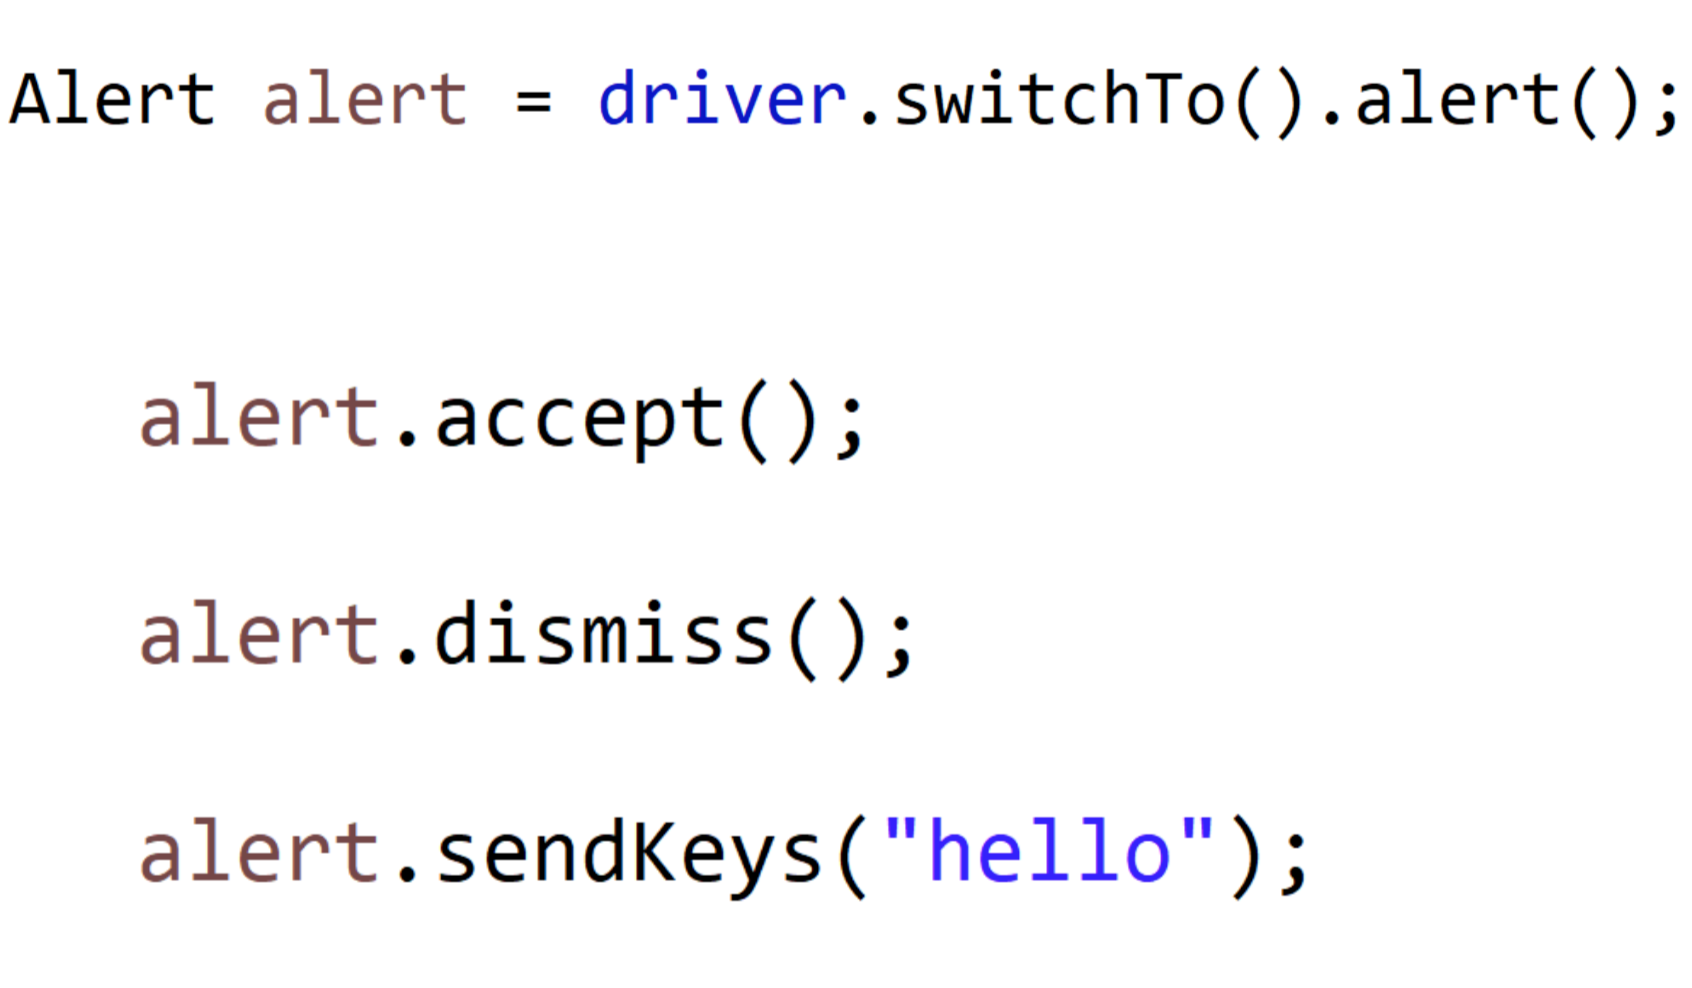 Alert alert = driver.switchTo().alert();
alert.accept();
alert.dismiss();
alert.sendKeys("hello");